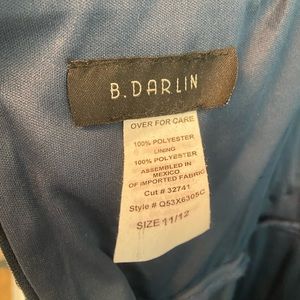 B. DARLIN
OVER FOR CARE
100% POLYESTER
LINING
100% POLYESTER
ASSEMBLED IN
MEXICO
OF IMPORTED FABRIC
Cut # 32741
Style # Q53X6305C
SIZE 11/12